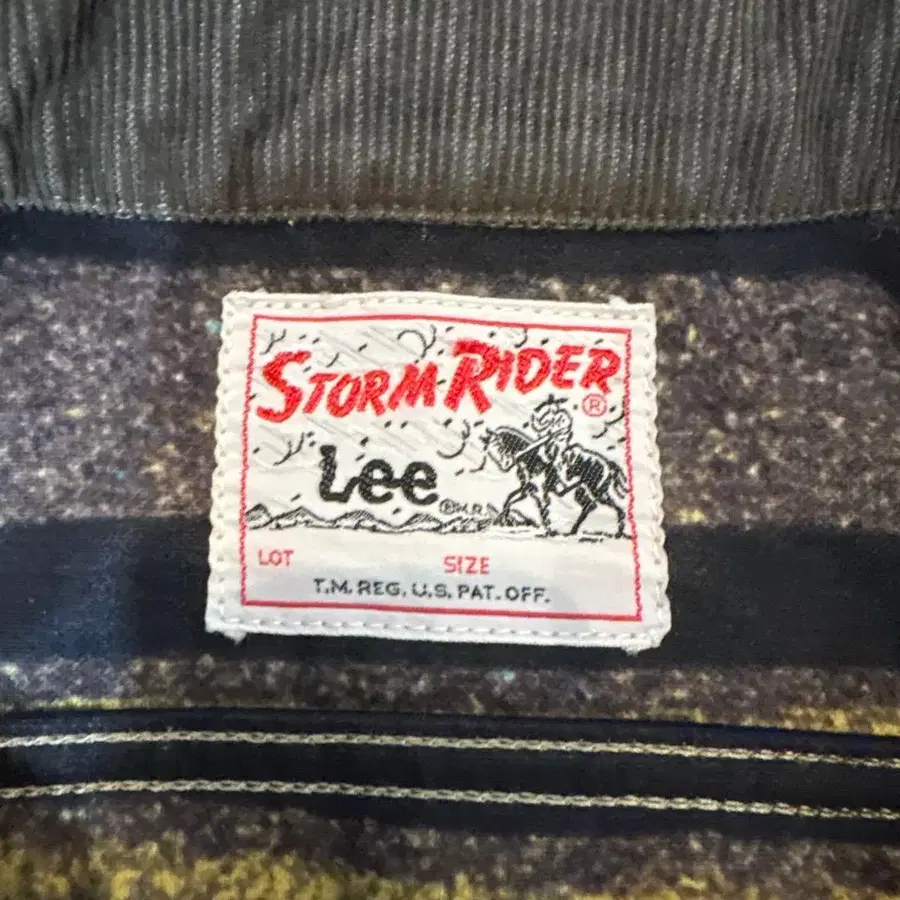 STORM RIDER
®
Lee
®M.R.
LOT SIZE
T.M. REG. U.S. PAT. OFF.